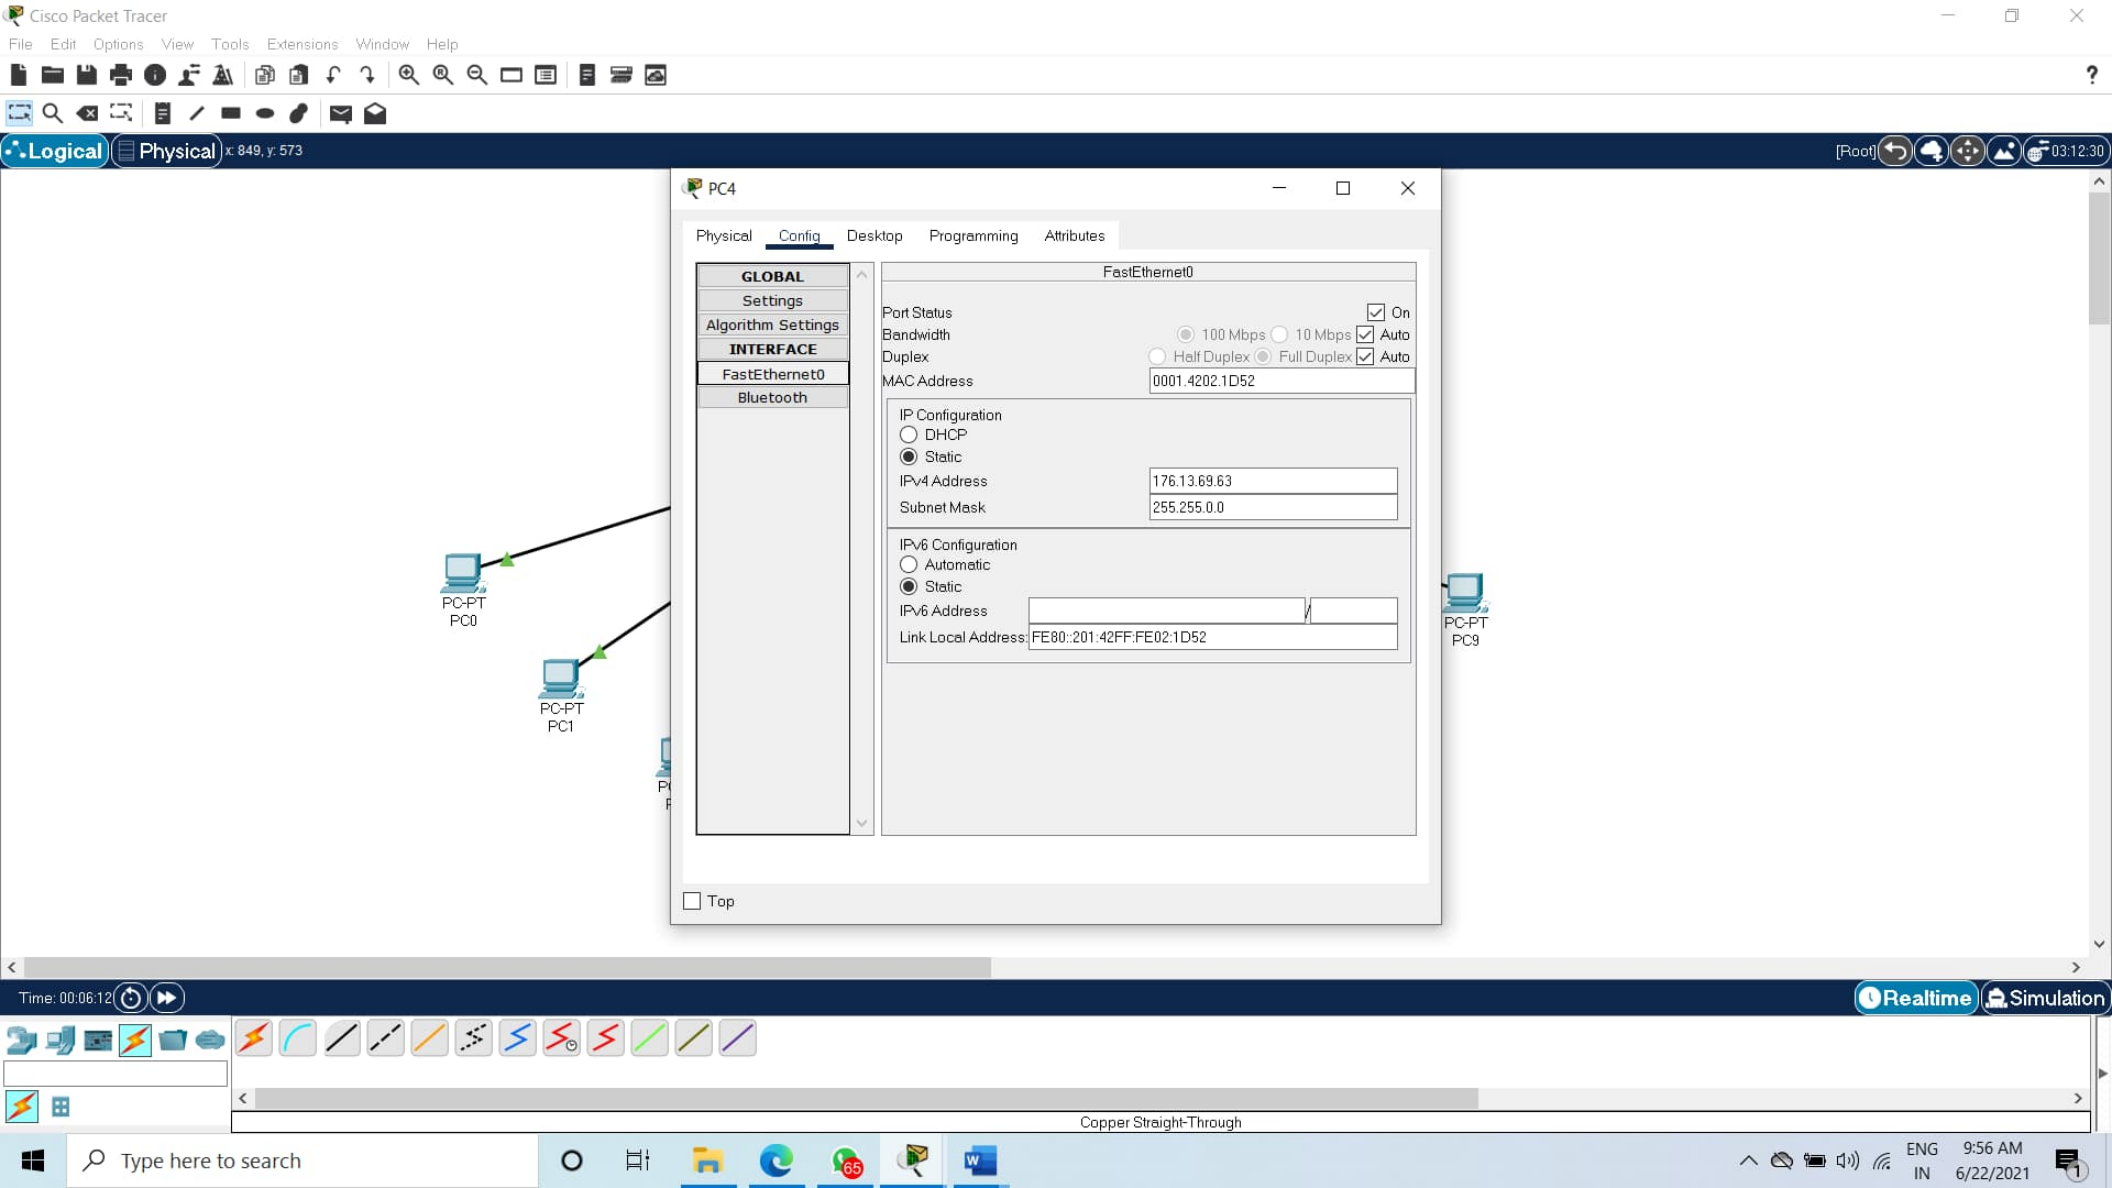 Cisco Packet Tracer
File Edit Options View Tools Extensions Window Help
?
Logical Physical x: 849, y: 573 [Root] 03:12:30
PC4
Physical Config Desktop Programming Attributes
GLOBAL
Settings
Algorithm Settings
INTERFACE
FastEthernet0
Bluetooth
FastEthernet0
Port Status On
Bandwidth 100 Mbps 10 Mbps Auto
Duplex Half Duplex Full Duplex Auto
MAC Address 0001.4202.1D52
IP Configuration
DHCP
Static
IPv4 Address 176.13.69.63
Subnet Mask 255.255.0.0
IPv6 Configuration
Automatic
Static
IPv6 Address /
Link Local Address: FE80::201:42FF:FE02:1D52
Top
PC-PT
PC0
PC-PT
PC1
PC-PT
PC9
Time: 00:06:12 Realtime Simulation
Copper Straight-Through
Type here to search
65
W
ENG
IN
9:56 AM
6/22/2021
1